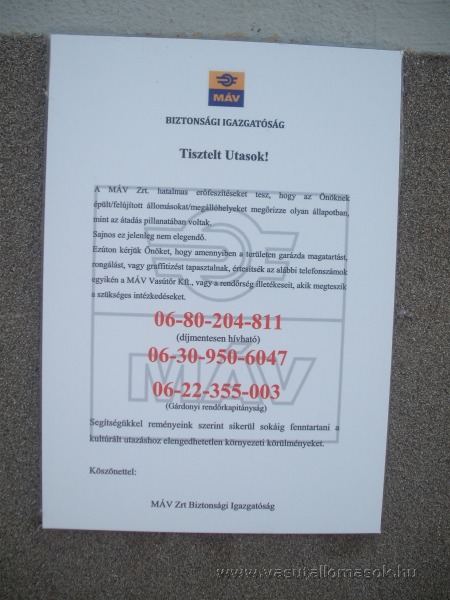 MÁV
BIZTONSÁGI IGAZGATÓSÁG
Tisztelt Utasok!
A MÁV Zrt. hatalmas erőfeszítéseket tesz, hogy az Önöknek
épült/felújított állomásokat/megállóhelyeket megőrizze olyan állapotban,
mint az átadás pillanatában voltak.
Sajnos ez jelenleg nem elegendő.
Ezúton kérjük Önöket, hogy amennyiben a területen garázda magatartást,
rongálást, vagy graffitizést tapasztalnak, értesítsék az alábbi telefonszámok
egyikén a MÁV Vasútőr Kft., vagy a rendőrség illetékeseit, akik megteszik
a szükséges intézkedéseket.
06-80-204-811
(díjmentesen hívható)
06-30-950-6047
MÁV
06-22-355-003
(Gárdonyi rendőrkapitányság)
Segítségükkel reményeink szerint sikerül sokáig fenntartani a
kultúrált utazáshoz elengedhetetlen környezeti körülményeket.
Köszönettel:
MÁV Zrt Biztonsági Igazgatóság
www.vasutallomasok.hu